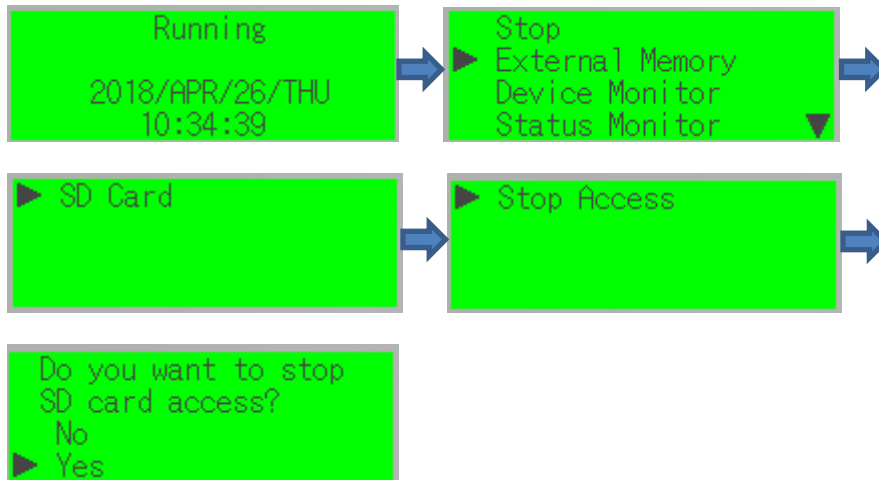 Running
2018/APR/26/THU
10:34:39
Stop
External Memory
Device Monitor
Status Monitor
SD Card
Stop Access
Do you want to stop
SD card access?
No
Yes